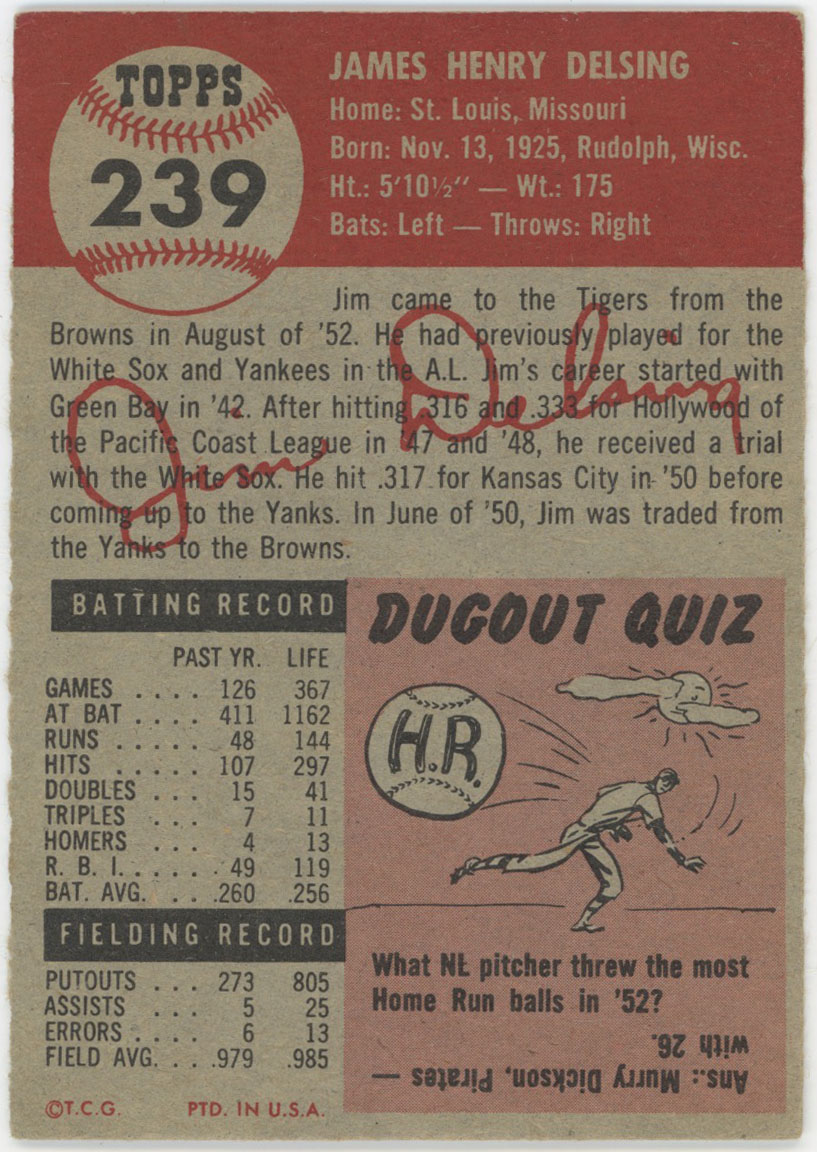 TOPPS
239
JAMES HENRY DELSING
Home: St. Louis, Missouri
Born: Nov. 13, 1925, Rudolph, Wisc.
Ht.: 5'10½" — Wt.: 175
Bats: Left — Throws: Right
Jim came to the Tigers from the
Browns in August of '52. He had previously played for the
White Sox and Yankees in the A.L. Jim's career started with
Green Bay in '42. After hitting .316 and .333 for Hollywood of
the Pacific Coast League in '47 and '48, he received a trial
with the White Sox. He hit .317 for Kansas City in '50 before
coming up to the Yanks. In June of '50, Jim was traded from
the Yanks to the Browns.
Jim Delsing
BATTING RECORD
PAST YR. LIFE
GAMES . . . . 126 367
AT BAT . . . . 411 1162
RUNS . . . . . 48 144
HITS . . . . . 107 297
DOUBLES . . . 15 41
TRIPLES . . . 7 11
HOMERS . . . 4 13
R. B. I. . . . . . 49 119
BAT. AVG. . . .260 .256
FIELDING RECORD
PUTOUTS . . . 273 805
ASSISTS . . . 5 25
ERRORS . . . . 6 13
FIELD AVG. . . .979 .985
©T.C.G. PTD. IN U.S.A.
DUGOUT QUIZ
H.R.
What NL pitcher threw the most
Home Run balls in '52?
Ans.: Murry Dickson, Pirates —
with 26.